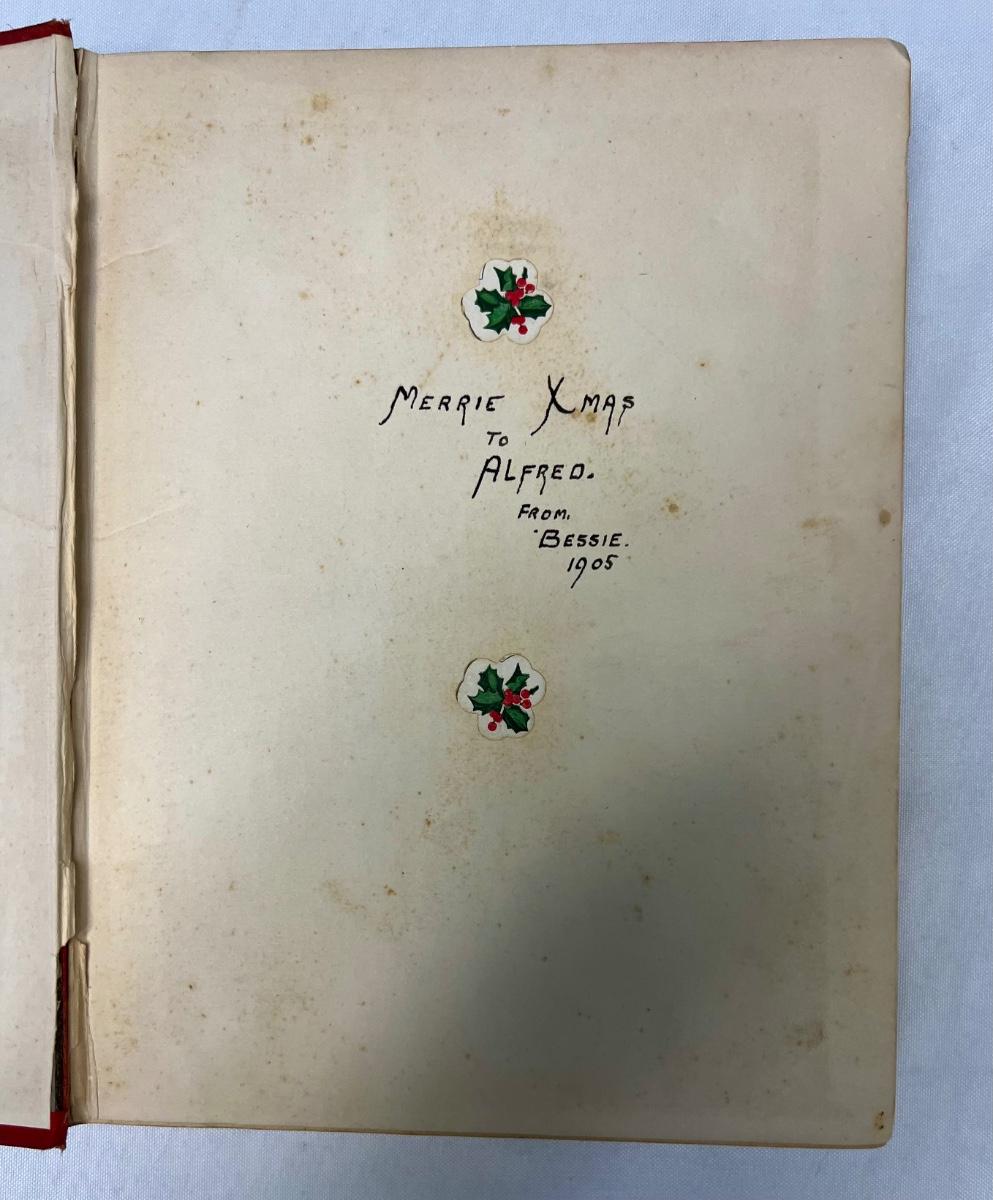 MERRIE XMAS
TO
ALFRED.
FROM.
BESSIE.
1905